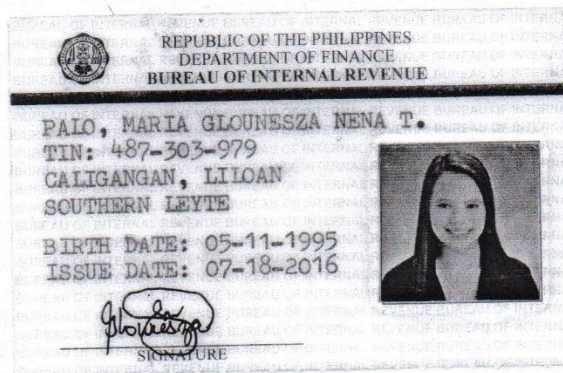 REPUBLIC OF THE PHILIPPINES
DEPARTMENT OF FINANCE
BUREAU OF INTERNAL REVENUE
PALO, MARIA GLOUNESZA NENA T.
TIN: 487-303-979
CALIGANGAN, LILOAN
SOUTHERN LEYTE
BIRTH DATE: 05-11-1995
ISSUE DATE: 07-18-2016
SIGNATURE